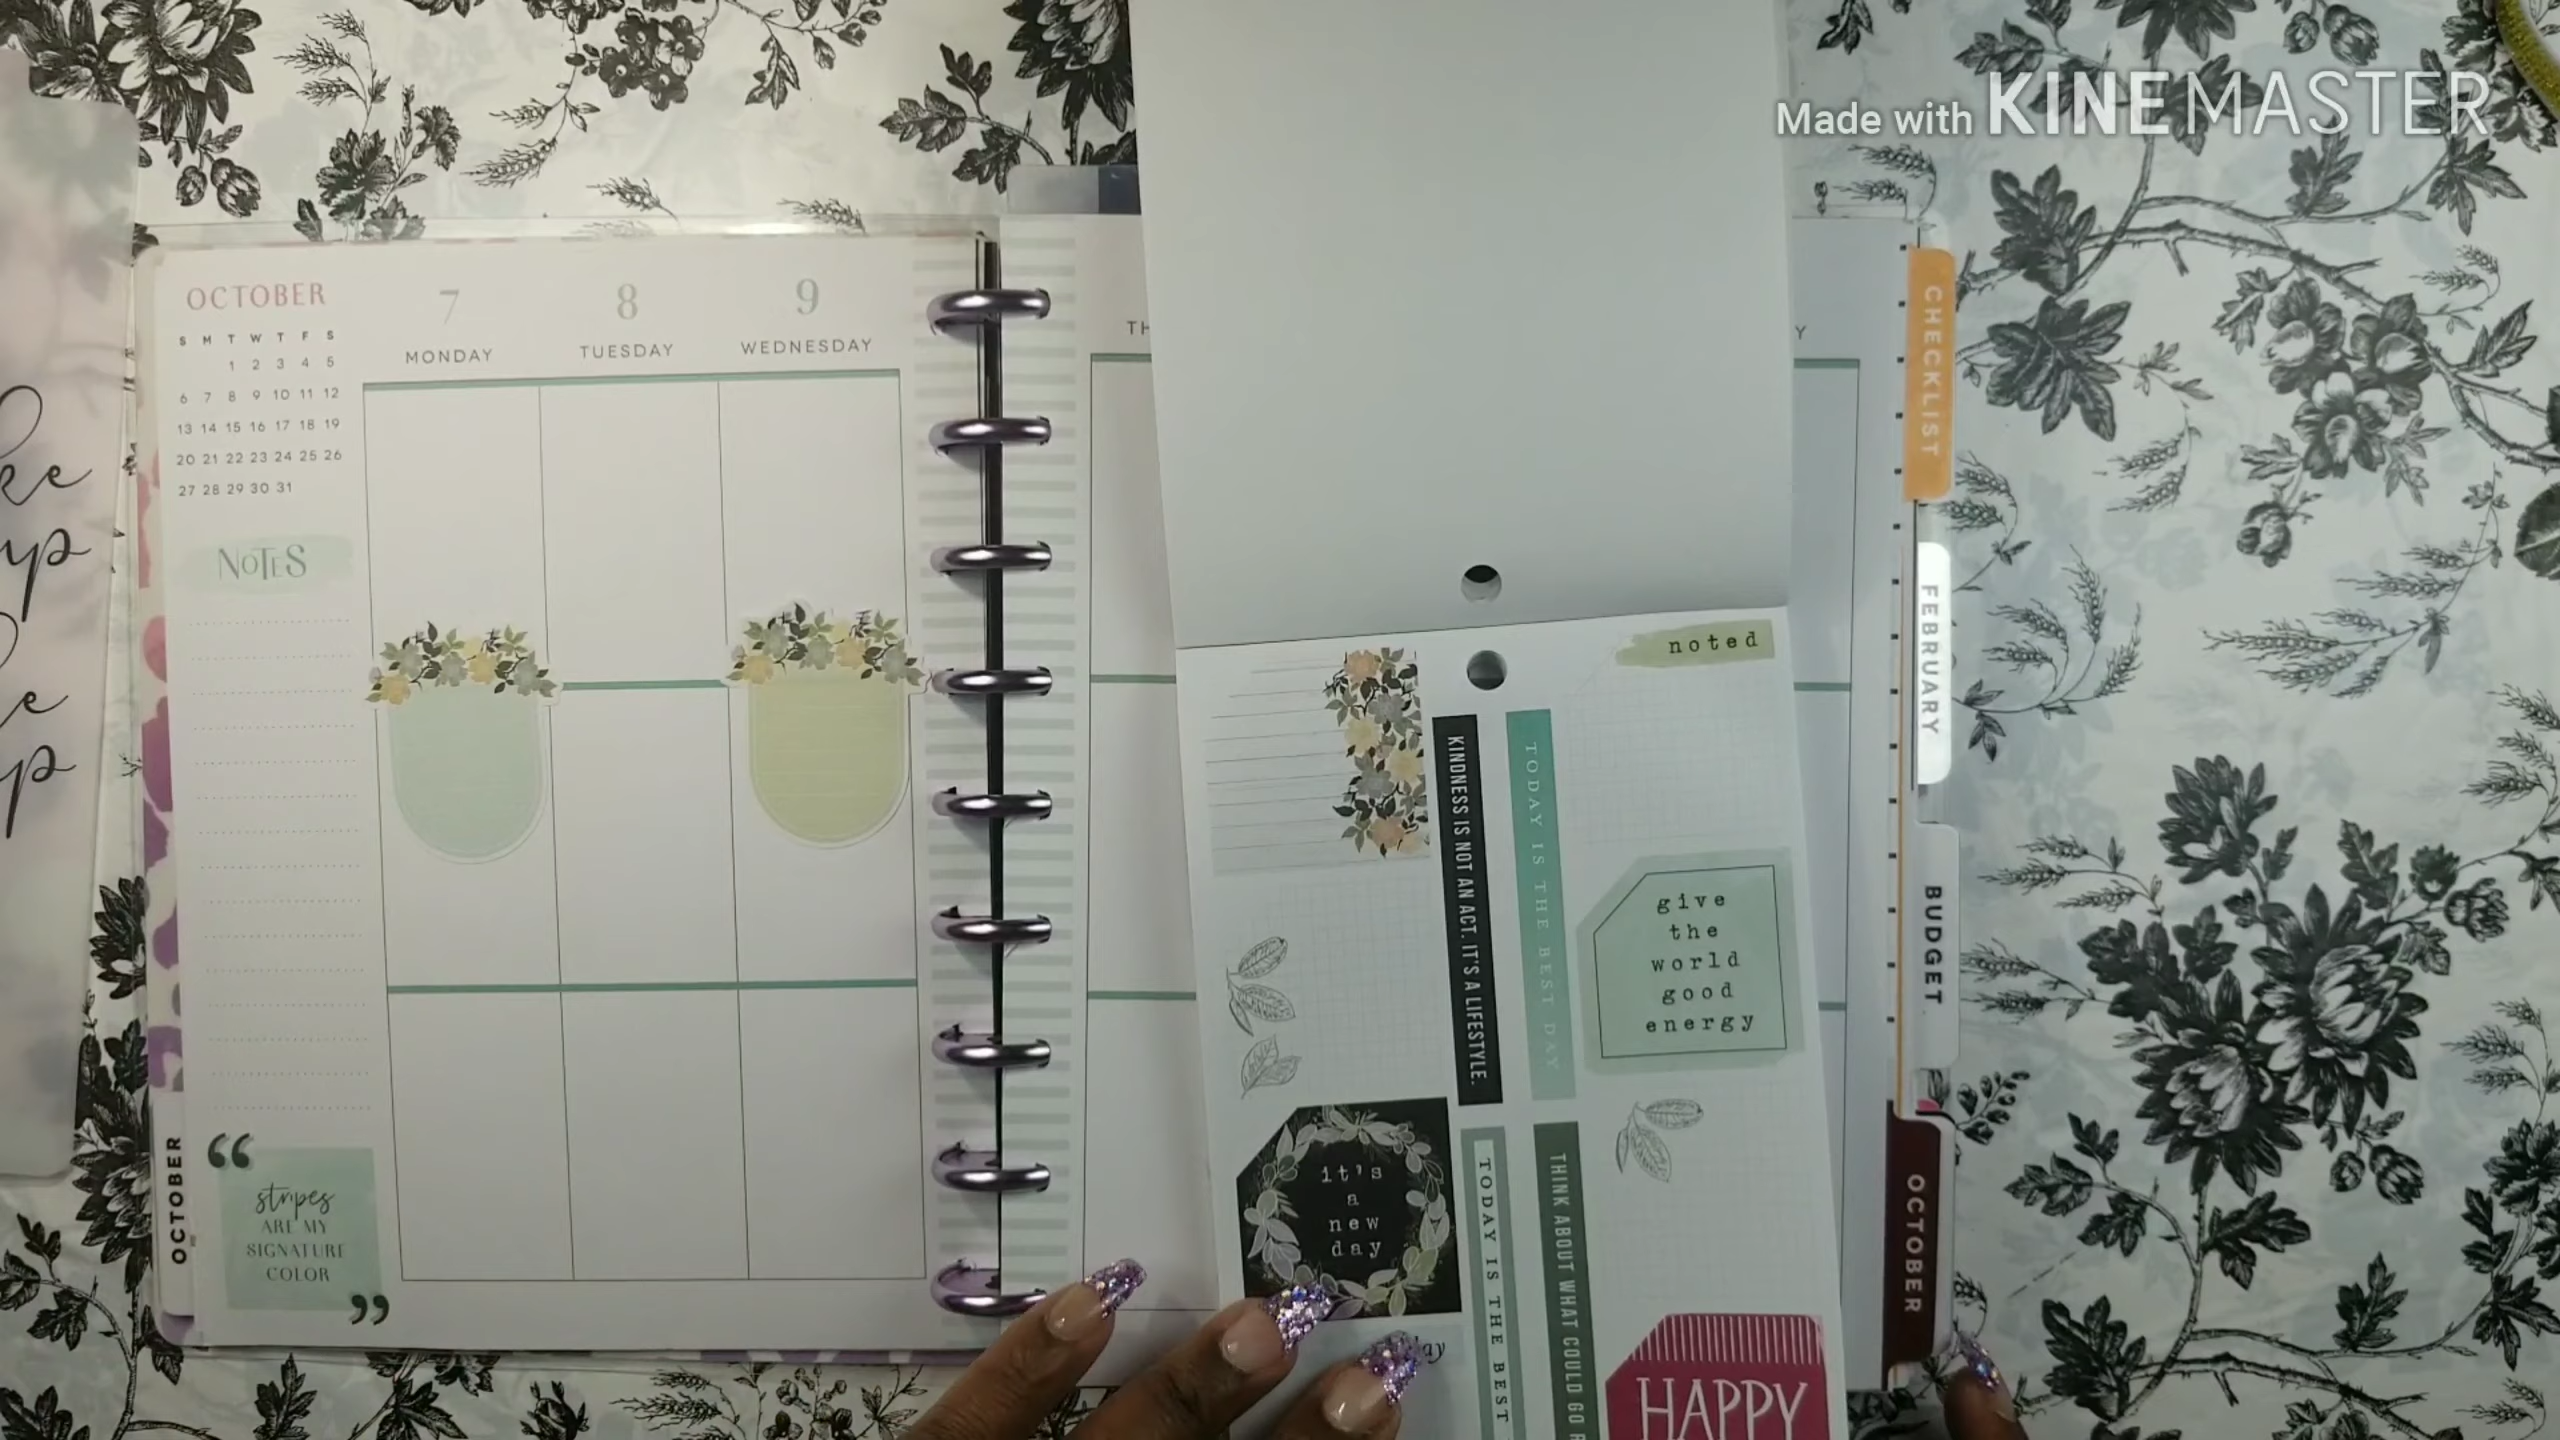 Made with KINEMASTER
OCTOBER
S M T W T F S
1 2 3 4 5
6 7 8 9 10 11 12
13 14 15 16 17 18 19
20 21 22 23 24 25 26
27 28 29 30 31
7
MONDAY
8
TUESDAY
9
WEDNESDAY
TH
Y
NOTES
“
stripes
ARE MY
SIGNATURE
COLOR
”
OCTOBER
noted
KINDNESS IS NOT AN ACT. IT'S A LIFESTYLE.
TODAY IS THE BEST DAY
give
the
world
good
energy
it's
a
new
day
TODAY IS THE BEST
THINK ABOUT WHAT COULD GO R
HAPPY
ay
CHECKLIST
FEBRUARY
BUDGET
OCTOBER
ke
up
e
p